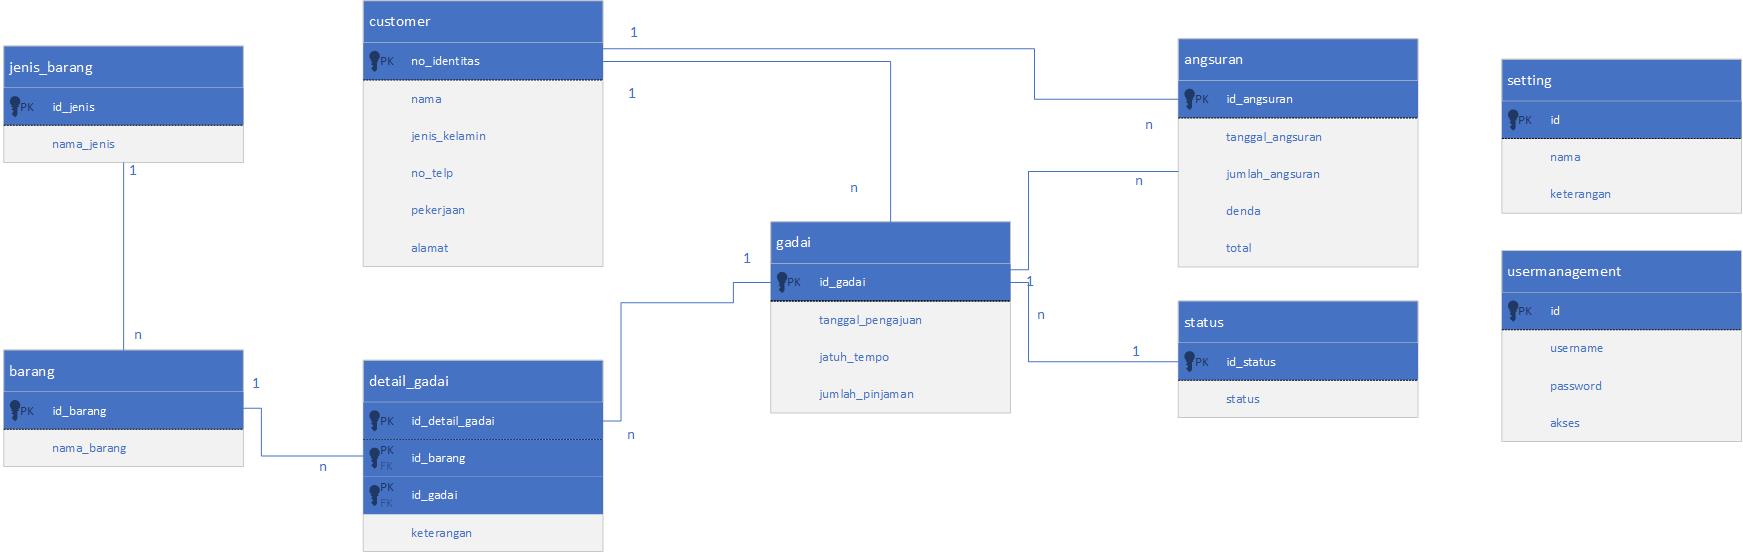 jenis_barang
PK id_jenis
nama_jenis
1
n
barang
PK id_barang
nama_barang
1
n
customer
PK no_identitas
nama
jenis_kelamin
no_telp
pekerjaan
alamat
1
1
n
n
detail_gadai
PK id_detail_gadai
PK
FK id_barang
PK
FK id_gadai
keterangan
n
1
gadai
PK id_gadai
tanggal_pengajuan
jatuh_tempo
jumlah_pinjaman
1
n
n
1
angsuran
PK id_angsuran
tanggal_angsuran
jumlah_angsuran
denda
total
status
PK id_status
status
setting
PK id
nama
keterangan
usermanagement
PK id
username
password
akses